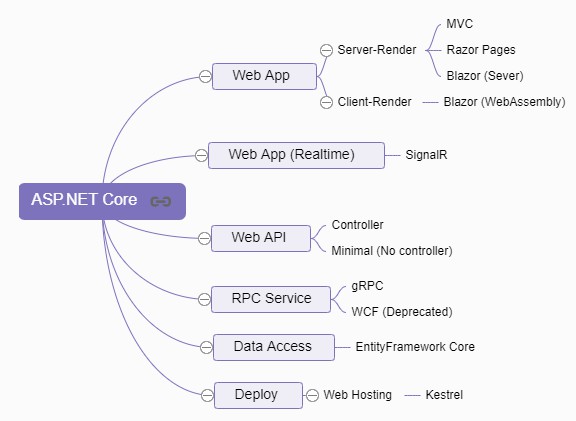 ASP.NET Core
Web App
Server-Render
MVC
Razor Pages
Blazor (Sever)
Client-Render
Blazor (WebAssembly)
Web App (Realtime)
SignalR
Web API
Controller
Minimal (No controller)
RPC Service
gRPC
WCF (Deprecated)
Data Access
EntityFramework Core
Deploy
Web Hosting
Kestrel